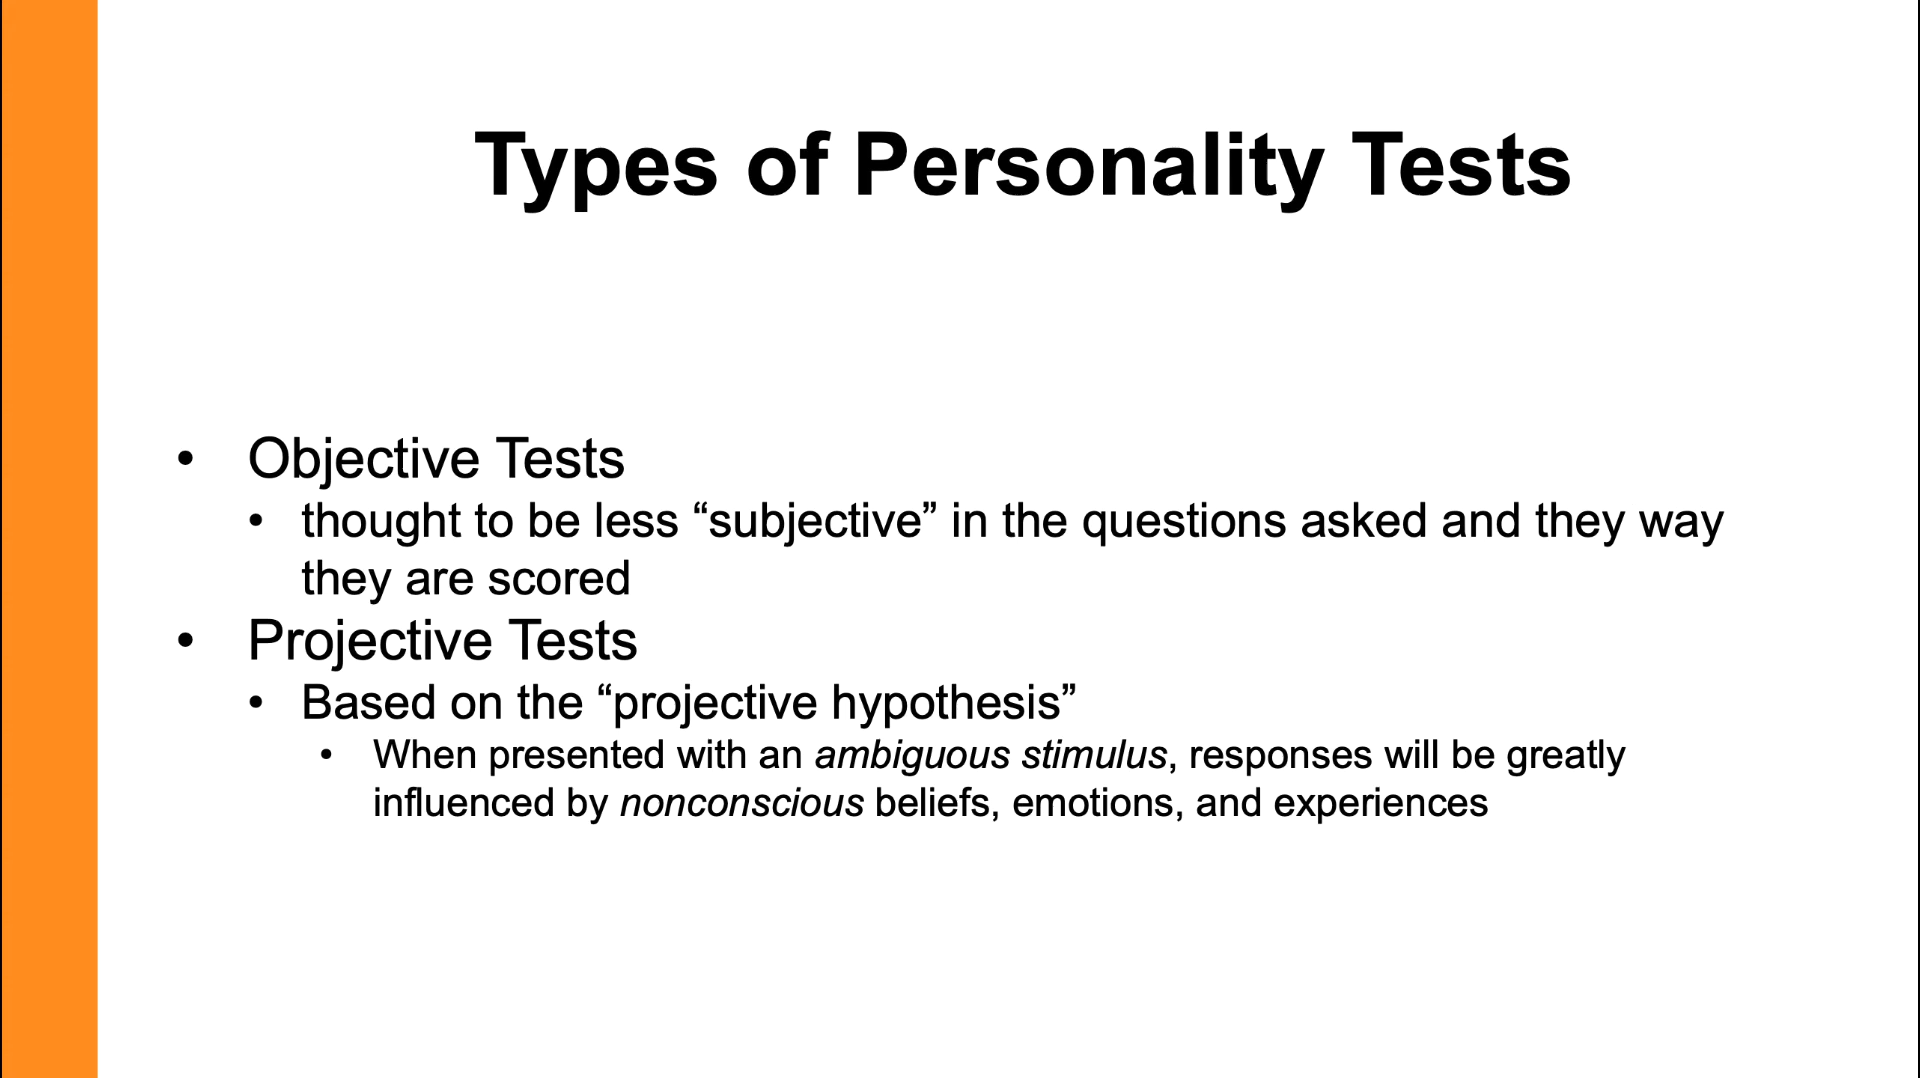 Types of Personality Tests
• Objective Tests
• thought to be less “subjective” in the questions asked and they way
they are scored
• Projective Tests
• Based on the “projective hypothesis”
• When presented with an ambiguous stimulus, responses will be greatly
influenced by nonconscious beliefs, emotions, and experiences